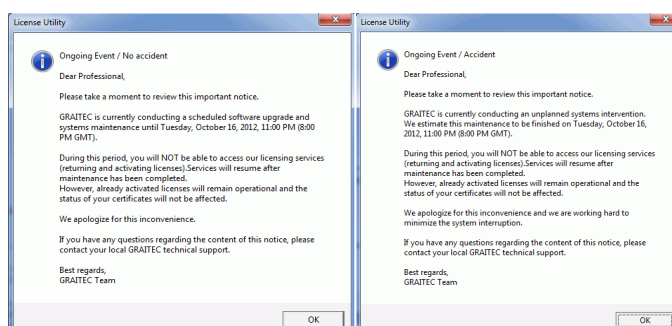 License Utility
Ongoing Event / No accident
Dear Professional,
Please take a moment to review this important notice.
GRAITEC is currently conducting a scheduled software upgrade and
systems maintenance until Tuesday, October 16, 2012, 11:00 PM (8:00
PM GMT).
During this period, you will NOT be able to access our licensing services
(returning and activating licenses).Services will resume after
maintenance has been completed.
However, already activated licenses will remain operational and the
status of your certificates will not be affected.
We apologize for this inconvenience.
If you have any questions regarding the content of this notice, please
contact your local GRAITEC technical support.
Best regards,
GRAITEC Team
OK
License Utility
Ongoing Event / Accident
Dear Professional,
Please take a moment to review this important notice.
GRAITEC is currently conducting an unplanned systems intervention.
We estimate this maintenance to be finished on Tuesday, October 16,
2012, 11:00 PM (8:00 PM GMT).
During this period, you will NOT be able to access our licensing services
(returning and activating licenses).Services will resume after
maintenance has been completed.
However, already activated licenses will remain operational and the
status of your certificates will not be affected.
We apologize for this inconvenience and we are working hard to
minimize the system interruption.
If you have any questions regarding the content of this notice, please
contact your local GRAITEC technical support.
Best regards,
GRAITEC Team
OK